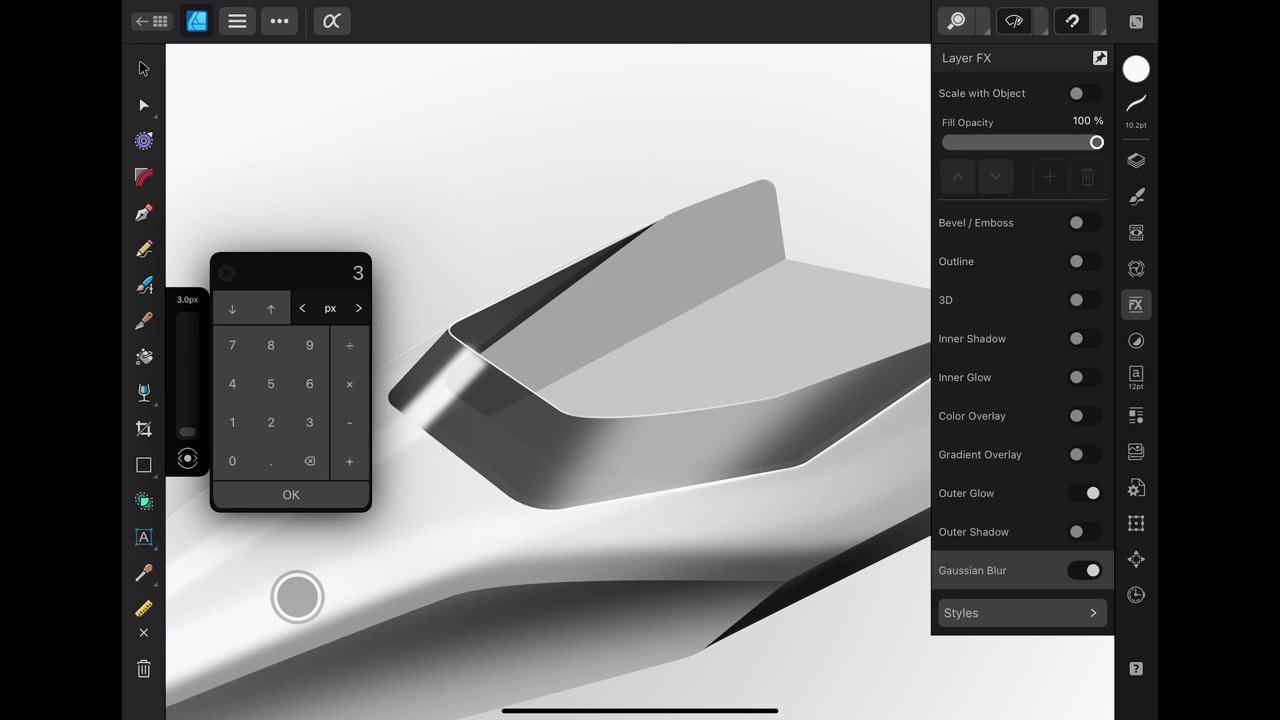 Layer FX
Scale with Object
Fill Opacity
100 %
Bevel / Emboss
Outline
3D
Inner Shadow
Inner Glow
Color Overlay
Gradient Overlay
Outer Glow
Outer Shadow
Gaussian Blur
Styles
10.2pt
FX
a
12pt
?
3.0px
3
px
7 8 9 ÷
4 5 6 ×
1 2 3 -
0 . +
OK
A
α